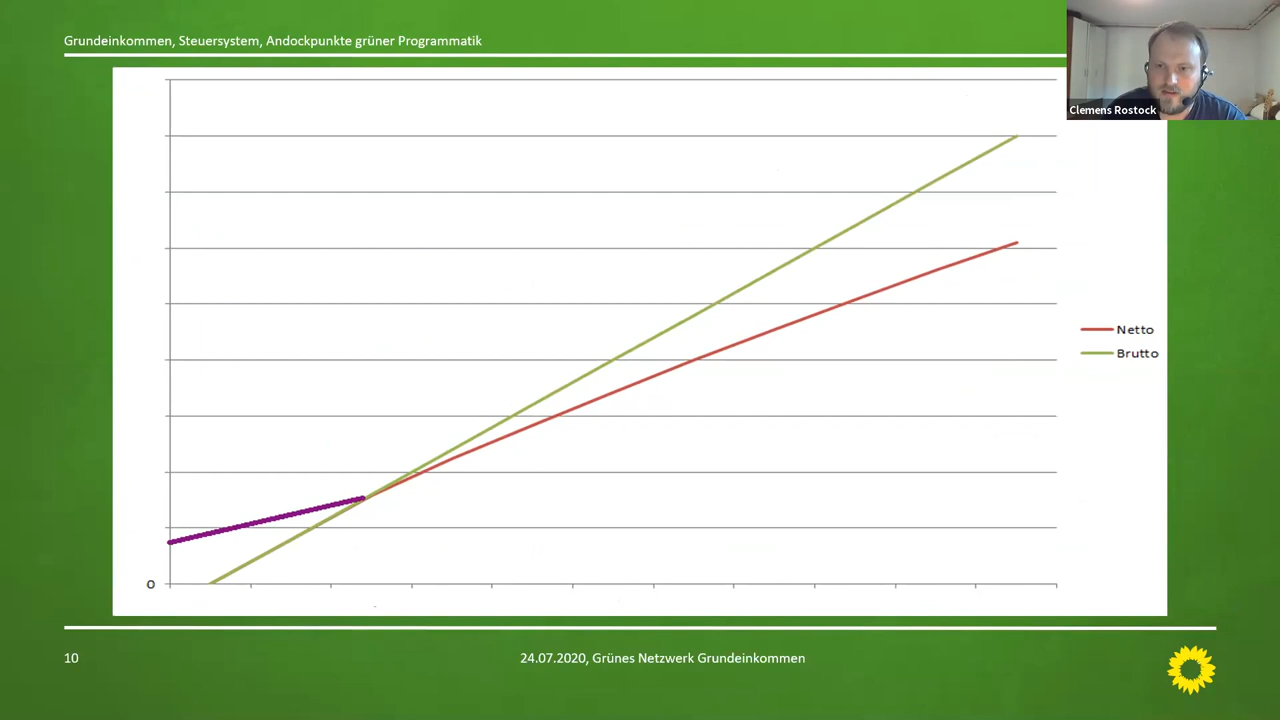 Grundeinkommen, Steuersystem, Andockpunkte grüner Programmatik
Clemens Rostock
Netto
Brutto
0
10
24.07.2020, Grünes Netzwerk Grundeinkommen